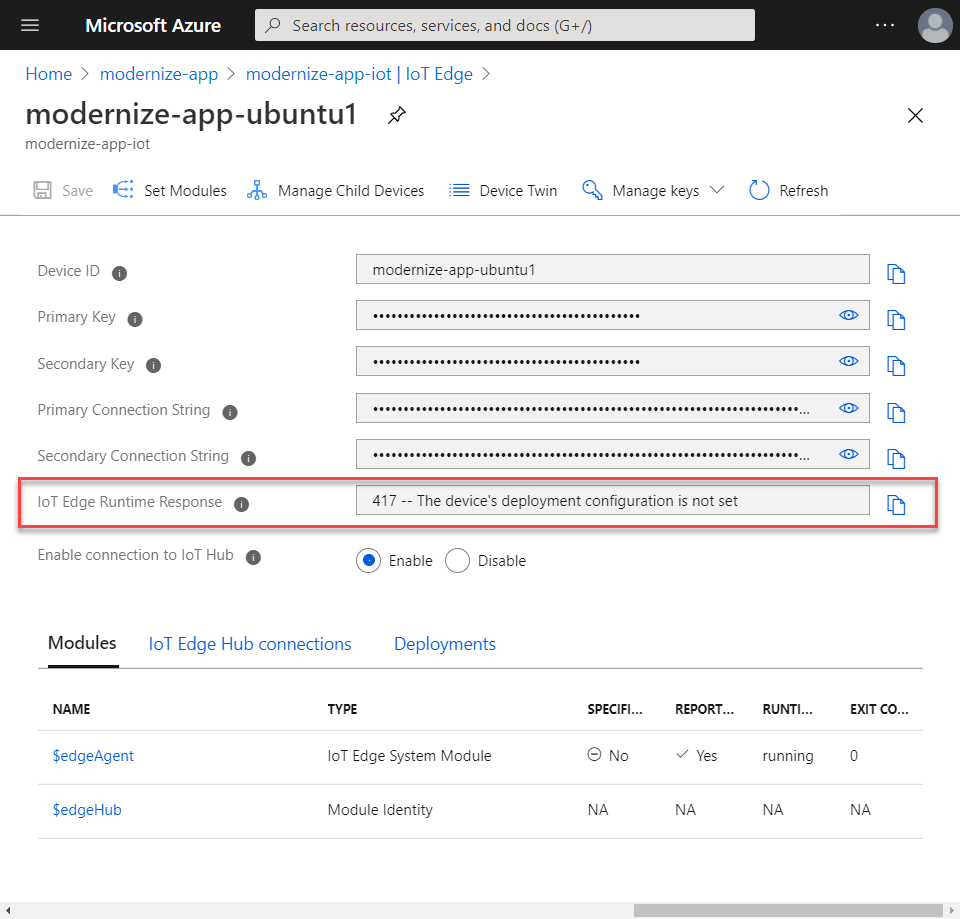 Microsoft Azure
Search resources, services, and docs (G+/)
Home > modernize-app > modernize-app-iot | IoT Edge >
modernize-app-ubuntu1
modernize-app-iot
Save Set Modules Manage Child Devices Device Twin Manage keys Refresh
Device ID modernize-app-ubuntu1
Primary Key
Secondary Key
Primary Connection String ...
Secondary Connection String ...
IoT Edge Runtime Response 417 -- The device's deployment configuration is not set
Enable connection to IoT Hub Enable Disable
Modules IoT Edge Hub connections Deployments
NAME TYPE SPECIFI... REPORT... RUNTI... EXIT CO...
$edgeAgent IoT Edge System Module No Yes running 0
$edgeHub Module Identity NA NA NA NA